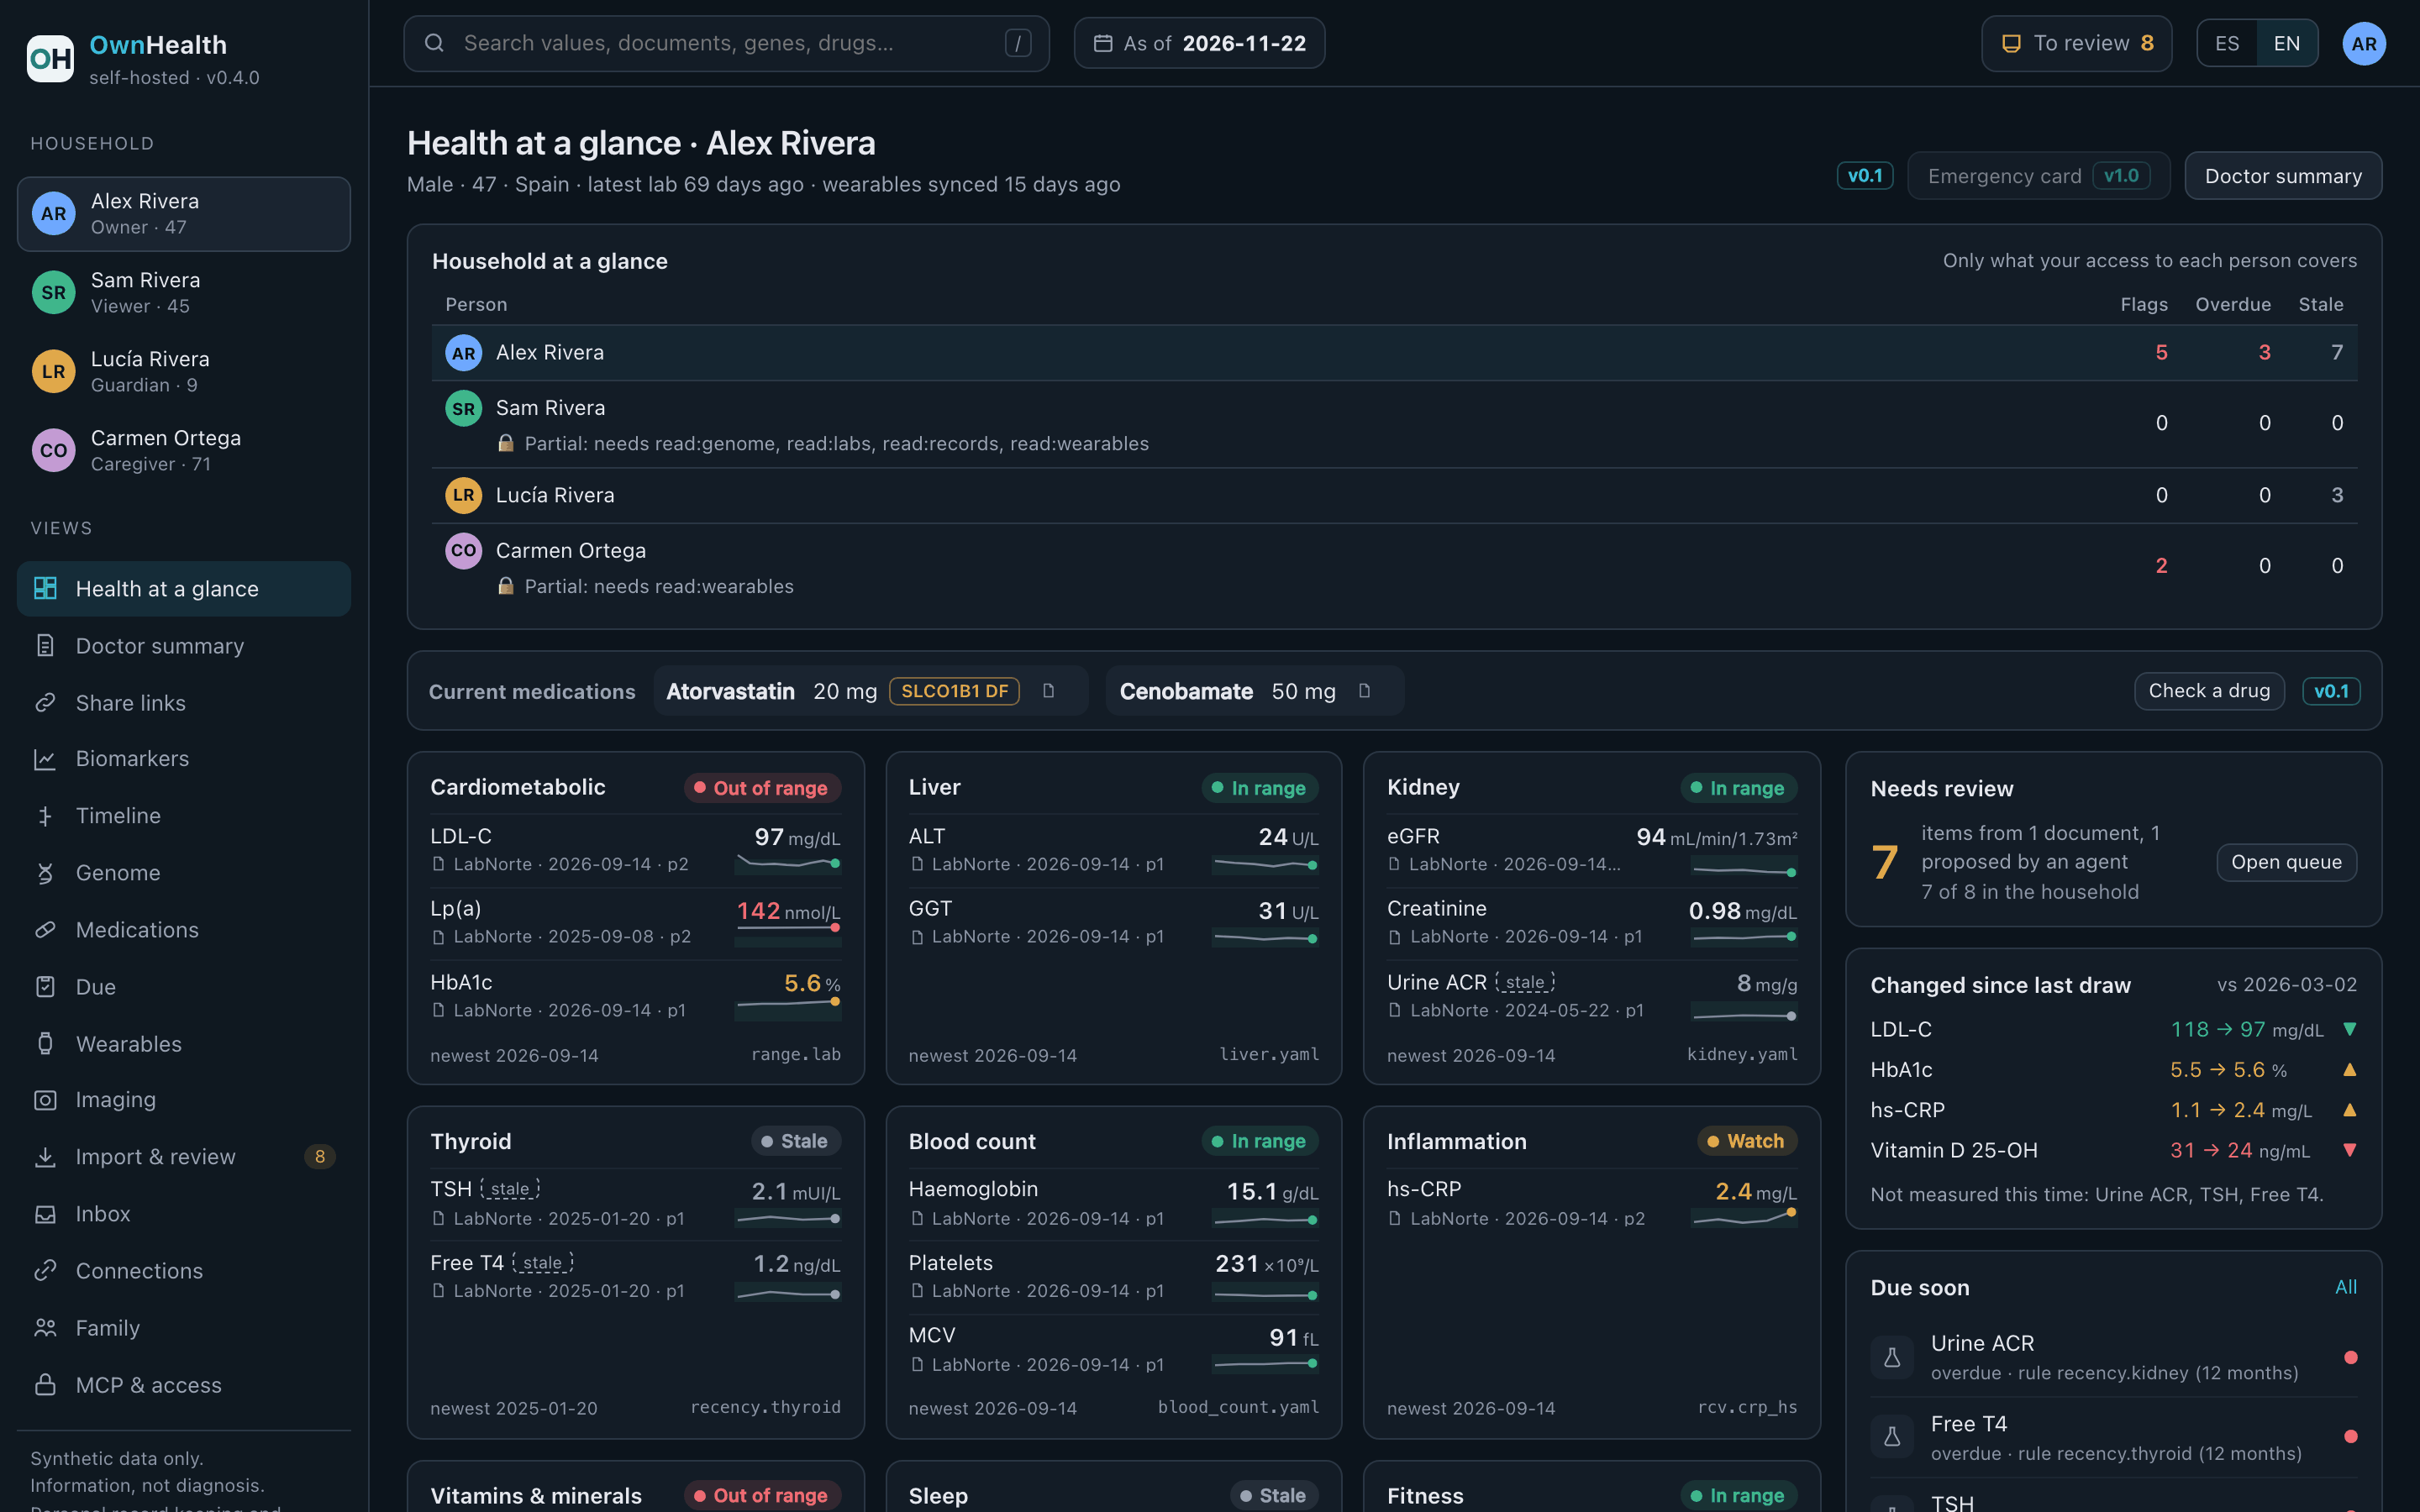 OH
OwnHealth
self-hosted · v0.4.0
HOUSEHOLD
AR
Alex Rivera
Owner · 47
SR
Sam Rivera
Viewer · 45
LR
Lucía Rivera
Guardian · 9
CO
Carmen Ortega
Caregiver · 71
VIEWS
Health at a glance
Doctor summary
Share links
Biomarkers
Timeline
Genome
Medications
Due
Wearables
Imaging
Import & review 8
Inbox
Connections
Family
MCP & access
Synthetic data only.
Information, not diagnosis.
Search values, documents, genes, drugs... /
As of 2026-11-22
To review 8
ES EN
AR
Health at a glance · Alex Rivera
Male · 47 · Spain · latest lab 69 days ago · wearables synced 15 days ago
v0.1
Emergency card v1.0
Doctor summary
Household at a glance
Only what your access to each person covers
Person Flags Overdue Stale
AR Alex Rivera 5 3 7
SR Sam Rivera 0 0 0
Partial: needs read:genome, read:labs, read:records, read:wearables
LR Lucía Rivera 0 0 3
CO Carmen Ortega 2 0 0
Partial: needs read:wearables
Current medications
Atorvastatin 20 mg SLCO1B1 DF
Cenobamate 50 mg
Check a drug v0.1
Cardiometabolic Out of range
LDL-C 97 mg/dL
LabNorte · 2026-09-14 · p2
Lp(a) 142 nmol/L
LabNorte · 2025-09-08 · p2
HbA1c 5.6 %
LabNorte · 2026-09-14 · p1
newest 2026-09-14 range.lab
Liver In range
ALT 24 U/L
LabNorte · 2026-09-14 · p1
GGT 31 U/L
LabNorte · 2026-09-14 · p1
newest 2026-09-14 liver.yaml
Kidney In range
eGFR 94 mL/min/1.73m²
LabNorte · 2026-09-14...
Creatinine 0.98 mg/dL
LabNorte · 2026-09-14 · p1
Urine ACR stale 8 mg/g
LabNorte · 2024-05-22 · p1
newest 2026-09-14 kidney.yaml
Needs review
7
items from 1 document, 1
proposed by an agent
7 of 8 in the household
Open queue
Changed since last draw vs 2026-03-02
LDL-C 118 → 97 mg/dL ▼
HbA1c 5.5 → 5.6 % ▲
hs-CRP 1.1 → 2.4 mg/L ▲
Vitamin D 25-OH 31 → 24 ng/mL ▼
Not measured this time: Urine ACR, TSH, Free T4.
Thyroid Stale
TSH stale 2.1 mUI/L
LabNorte · 2025-01-20 · p1
Free T4 stale 1.2 ng/dL
LabNorte · 2025-01-20 · p1
newest 2025-01-20 recency.thyroid
Blood count In range
Haemoglobin 15.1 g/dL
LabNorte · 2026-09-14 · p1
Platelets 231 ×10⁹/L
LabNorte · 2026-09-14 · p1
MCV 91 fL
LabNorte · 2026-09-14 · p1
newest 2026-09-14 blood_count.yaml
Inflammation Watch
hs-CRP 2.4 mg/L
LabNorte · 2026-09-14 · p2
newest 2026-09-14 rcv.crp_hs
Due soon All
Urine ACR
overdue · rule recency.kidney (12 months)
Free T4
overdue · rule recency.thyroid (12 months)
TSH
Vitamins & minerals Out of range
Sleep Stale
Fitness In range